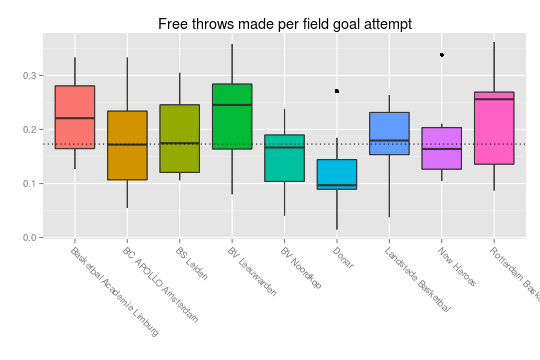 Free throws made per field goal attempt
0.3
0.2
0.1
0.0
Basketbal Academie Limburg
BC APOLLO Amsterdam
BS Leiden
BV Leeuwarden
BV Noordkop
Donar
Landstede Basketbal
New Heroes
Rotterdam